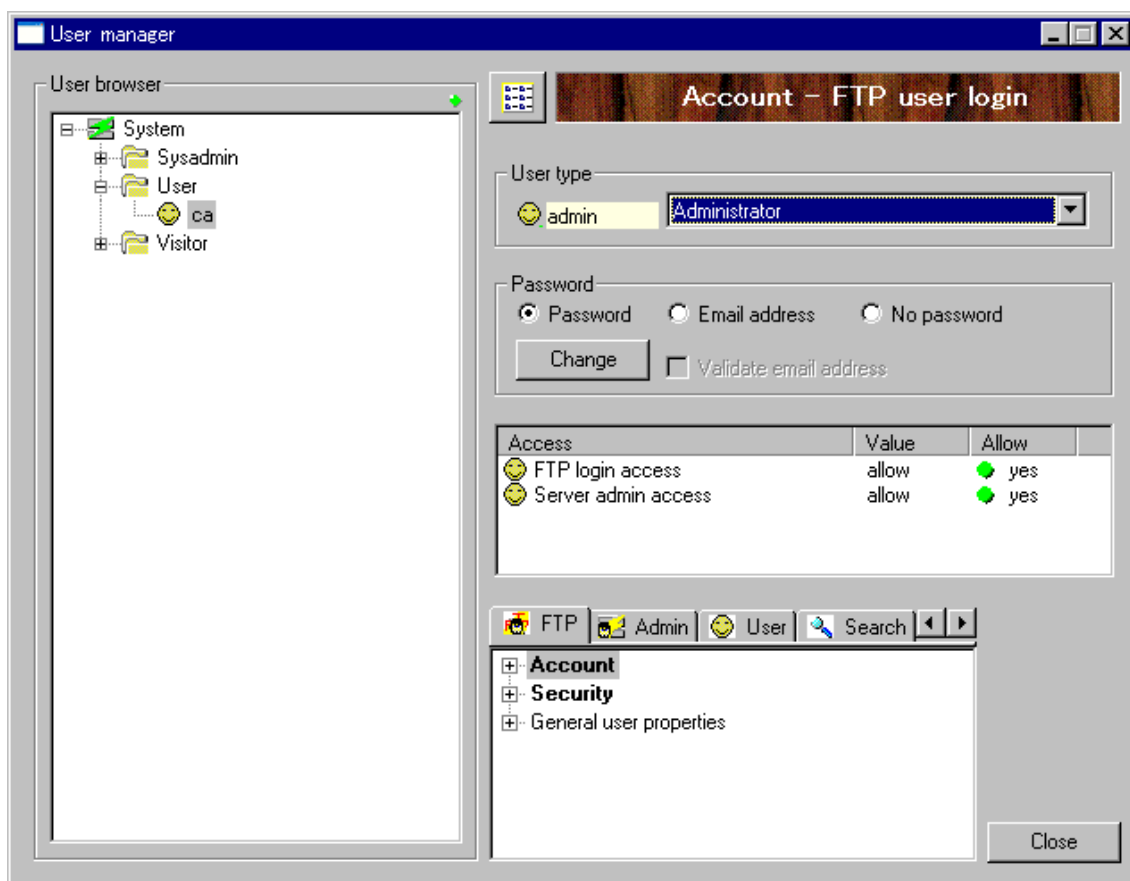 User manager
User browser
System
Sysadmin
User
ca
Visitor
Account - FTP user login
User type
admin
Administrator
Password
Password Email address No password
Change
Validate email address
Access Value Allow
FTP login access allow yes
Server admin access allow yes
FTP Admin User Search
Account
Security
General user properties
Close